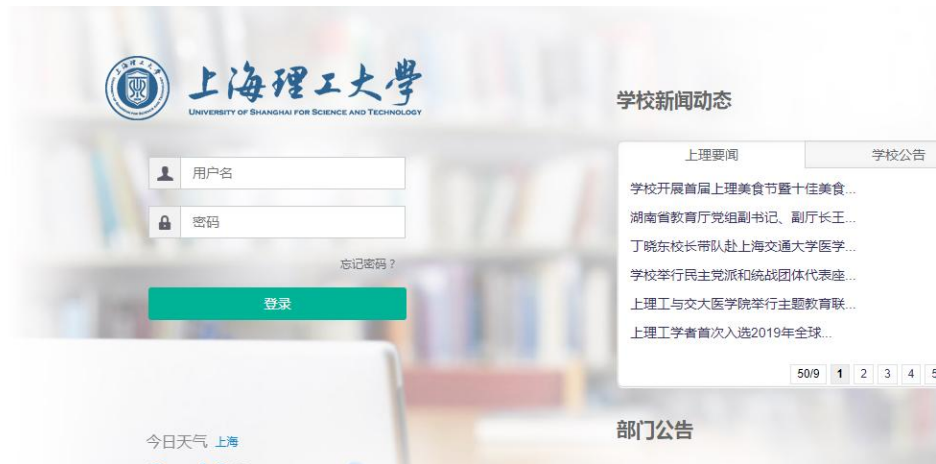 上海理工大學
UNIVERSITY OF SHANGHAI FOR SCIENCE AND TECHNOLOGY
用户名
密码
忘记密码？
登录
今日天气 上海
学校新闻动态
上理要闻 学校公告
学校开展首届上理美食节暨十佳美食...
湖南省教育厅党组副书记、副厅长王...
丁晓东校长带队赴上海交通大学医学...
学校举行民主党派和统战团体代表座...
上理工与交大医学院举行主题教育联...
上理工学者首次入选2019年全球...
50/9 1 2 3 4 5
部门公告